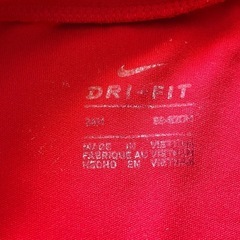 DRI-FIT
MADE IN VIETNAM
FABRIQUÉ AU VIETNAM
HECHO EN VIETNAM